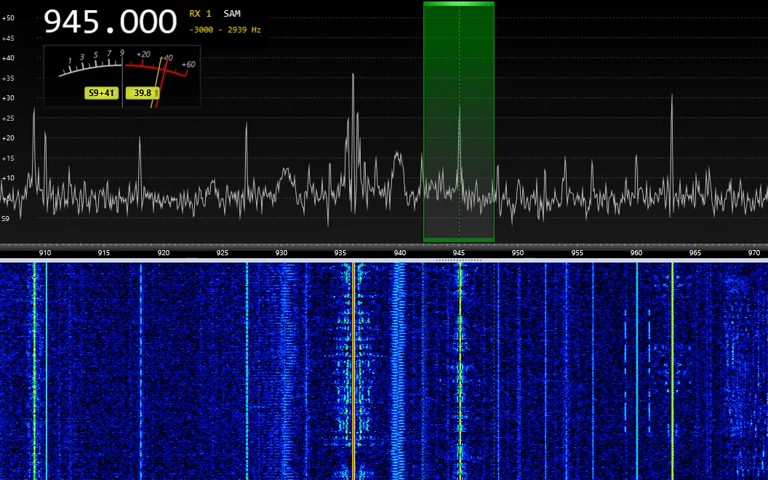 945.000 RX 1 SAM
-3000 - 2939 Hz
1 3 5 7 9 +20 +40 +60
S9+41 39.8
+50
+45
+40
+35
+30
+25
+20
+15
+10
+5
S9
910 915 920 925 930 935 940 945 950 955 960 965 970